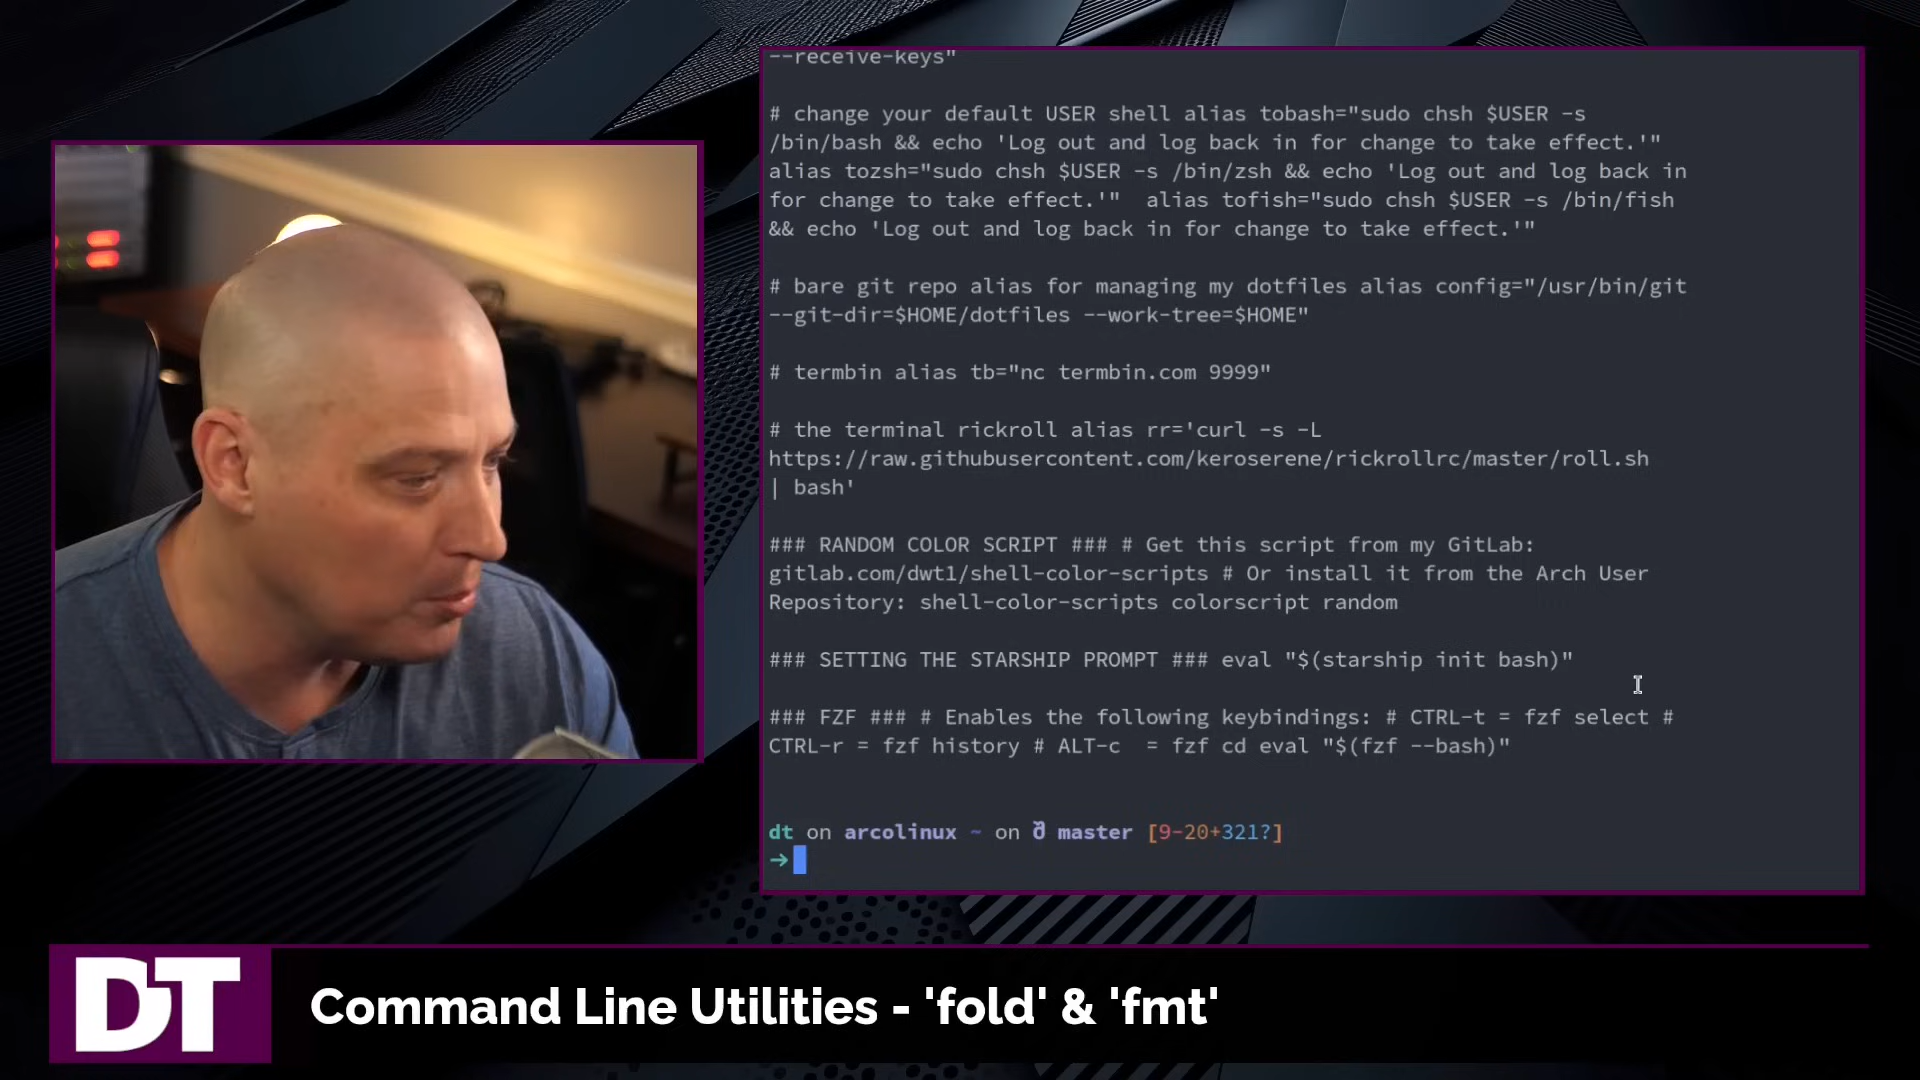 --receive-keys"
# change your default USER shell alias tobash="sudo chsh $USER -s
/bin/bash && echo 'Log out and log back in for change to take effect.'"
alias tozsh="sudo chsh $USER -s /bin/zsh && echo 'Log out and log back in
for change to take effect.'"  alias tofish="sudo chsh $USER -s /bin/fish
&& echo 'Log out and log back in for change to take effect.'"
# bare git repo alias for managing my dotfiles alias config="/usr/bin/git
--git-dir=$HOME/dotfiles --work-tree=$HOME"
# termbin alias tb="nc termbin.com 9999"
# the terminal rickroll alias rr='curl -s -L
https://raw.githubusercontent.com/keroserene/rickrollrc/master/roll.sh
| bash'
### RANDOM COLOR SCRIPT ### # Get this script from my GitLab:
gitlab.com/dwt1/shell-color-scripts # Or install it from the Arch User
Repository: shell-color-scripts colorscript random
### SETTING THE STARSHIP PROMPT ### eval "$(starship init bash)"
### FZF ### # Enables the following keybindings: # CTRL-t = fzf select #
CTRL-r = fzf history # ALT-c  = fzf cd eval "$(fzf --bash)"
dt on arcolinux ~ on ð master [9-20+321?]
→
DT
Command Line Utilities - 'fold' & 'fmt'